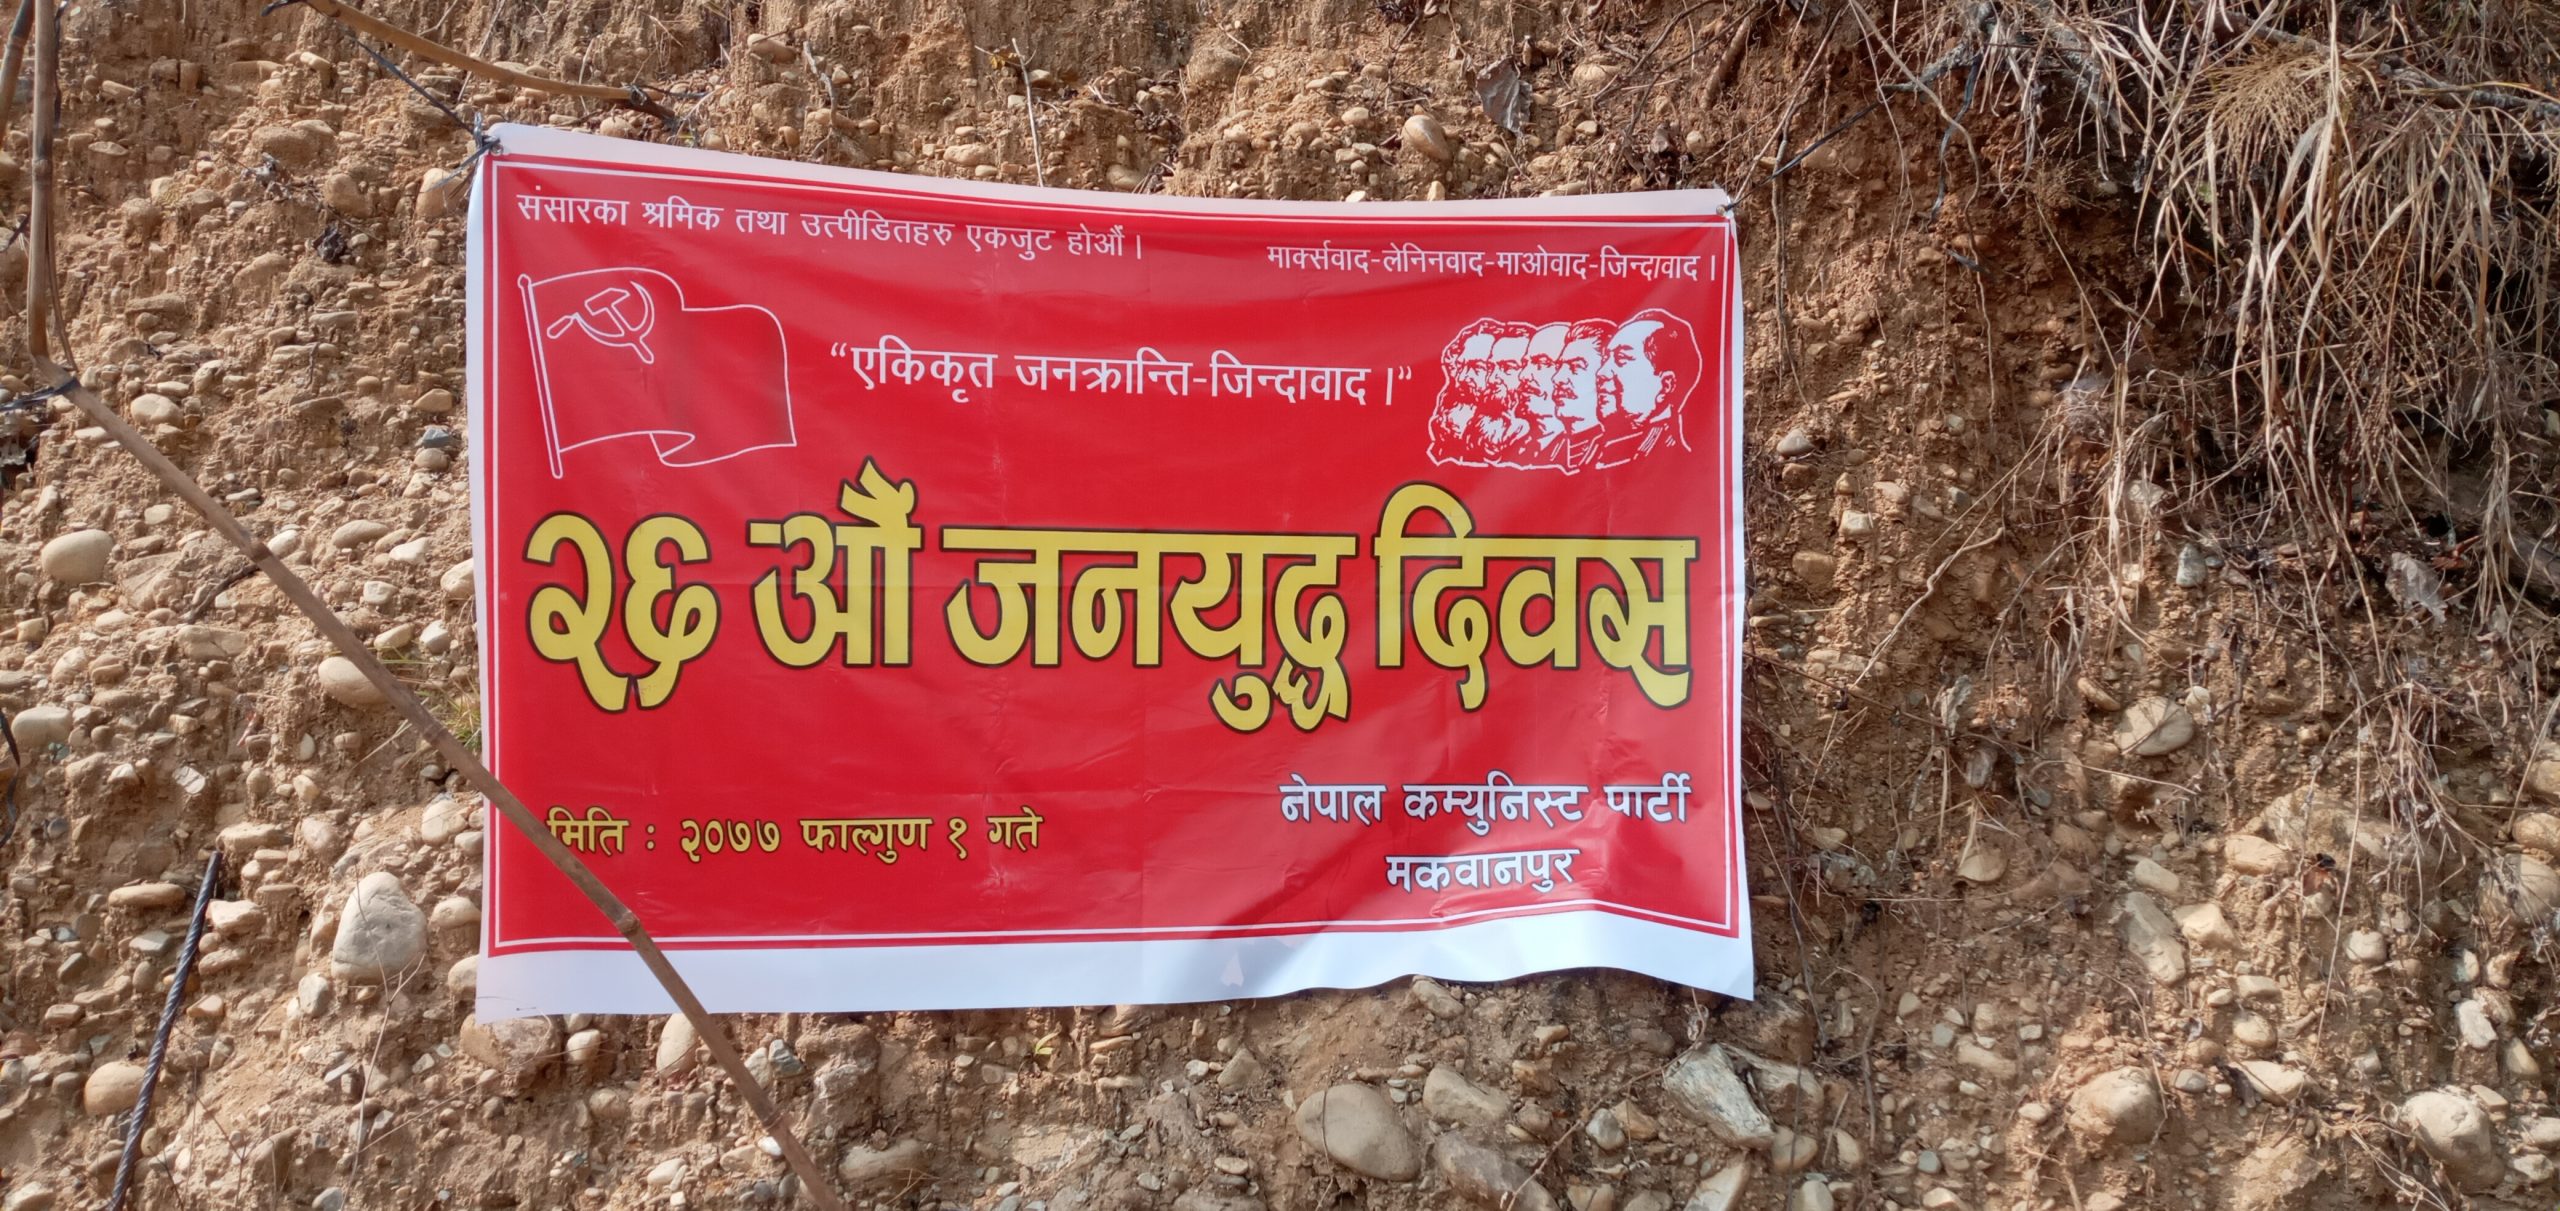 संसारका श्रमिक तथा उत्पीडितहरु एकजुट होऔं ।
मार्क्सवाद-लेनिनवाद-माओवाद-जिन्दावाद ।
“एकिकृत जनक्रान्ति-जिन्दावाद ।”
२६ औं जनयुद्ध दिवस
मिति : २०७७ फाल्गुण १ गते
नेपाल कम्युनिस्ट पार्टी
मकवानपुर